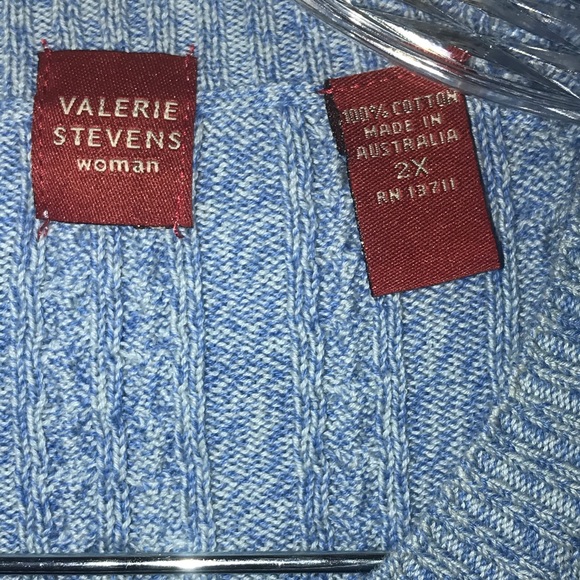 VALERIE
STEVENS
woman
100% COTTON
MADE IN
AUSTRALIA
2X
RN 13711